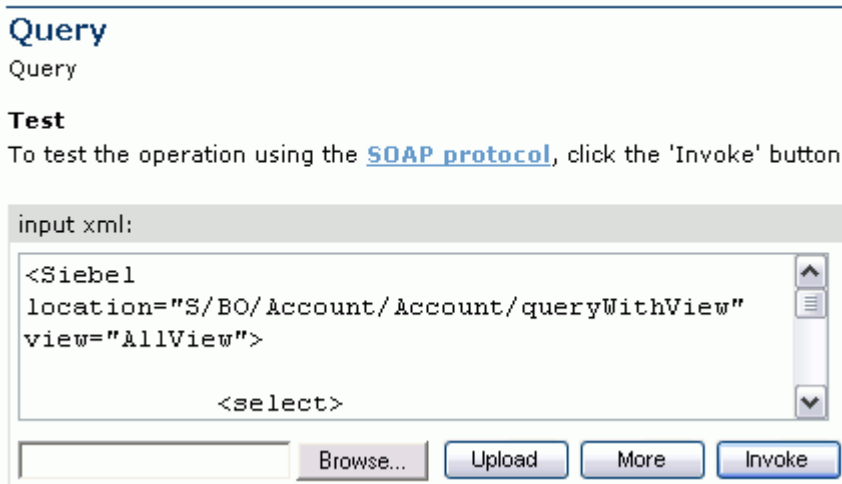 Query
Query
Test
To test the operation using the SOAP protocol, click the 'Invoke' button
input xml:
<Siebel
location="S/BO/Account/Account/queryWithView"
view="AllView">
<select>
Browse... Upload More Invoke